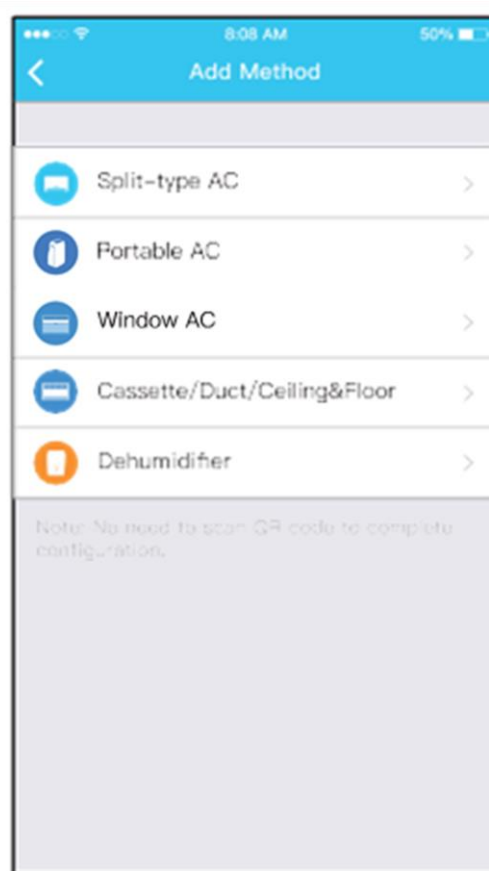 8:08 AM
50%
Add Method
Split-type AC
Portable AC
Window AC
Cassette/Duct/Ceiling&Floor
Dehumidifier
Note: No need to scan QR code to complete
configuration.